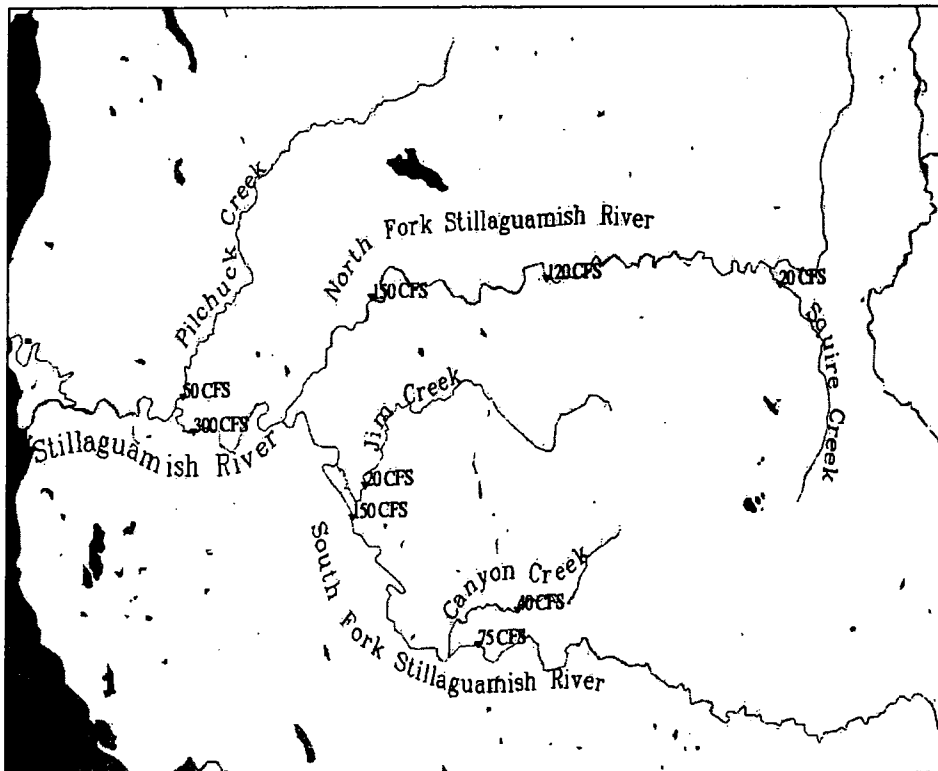 Pilchuck Creek
North Fork Stillaguamish River
150 CFS
120 CFS
20 CFS
Squire Creek
50 CFS
300 CFS
Stillaguamish River
Jim Creek
20 CFS
150 CFS
South Fork Stillaguamish River
Canyon Creek
40 CFS
75 CFS